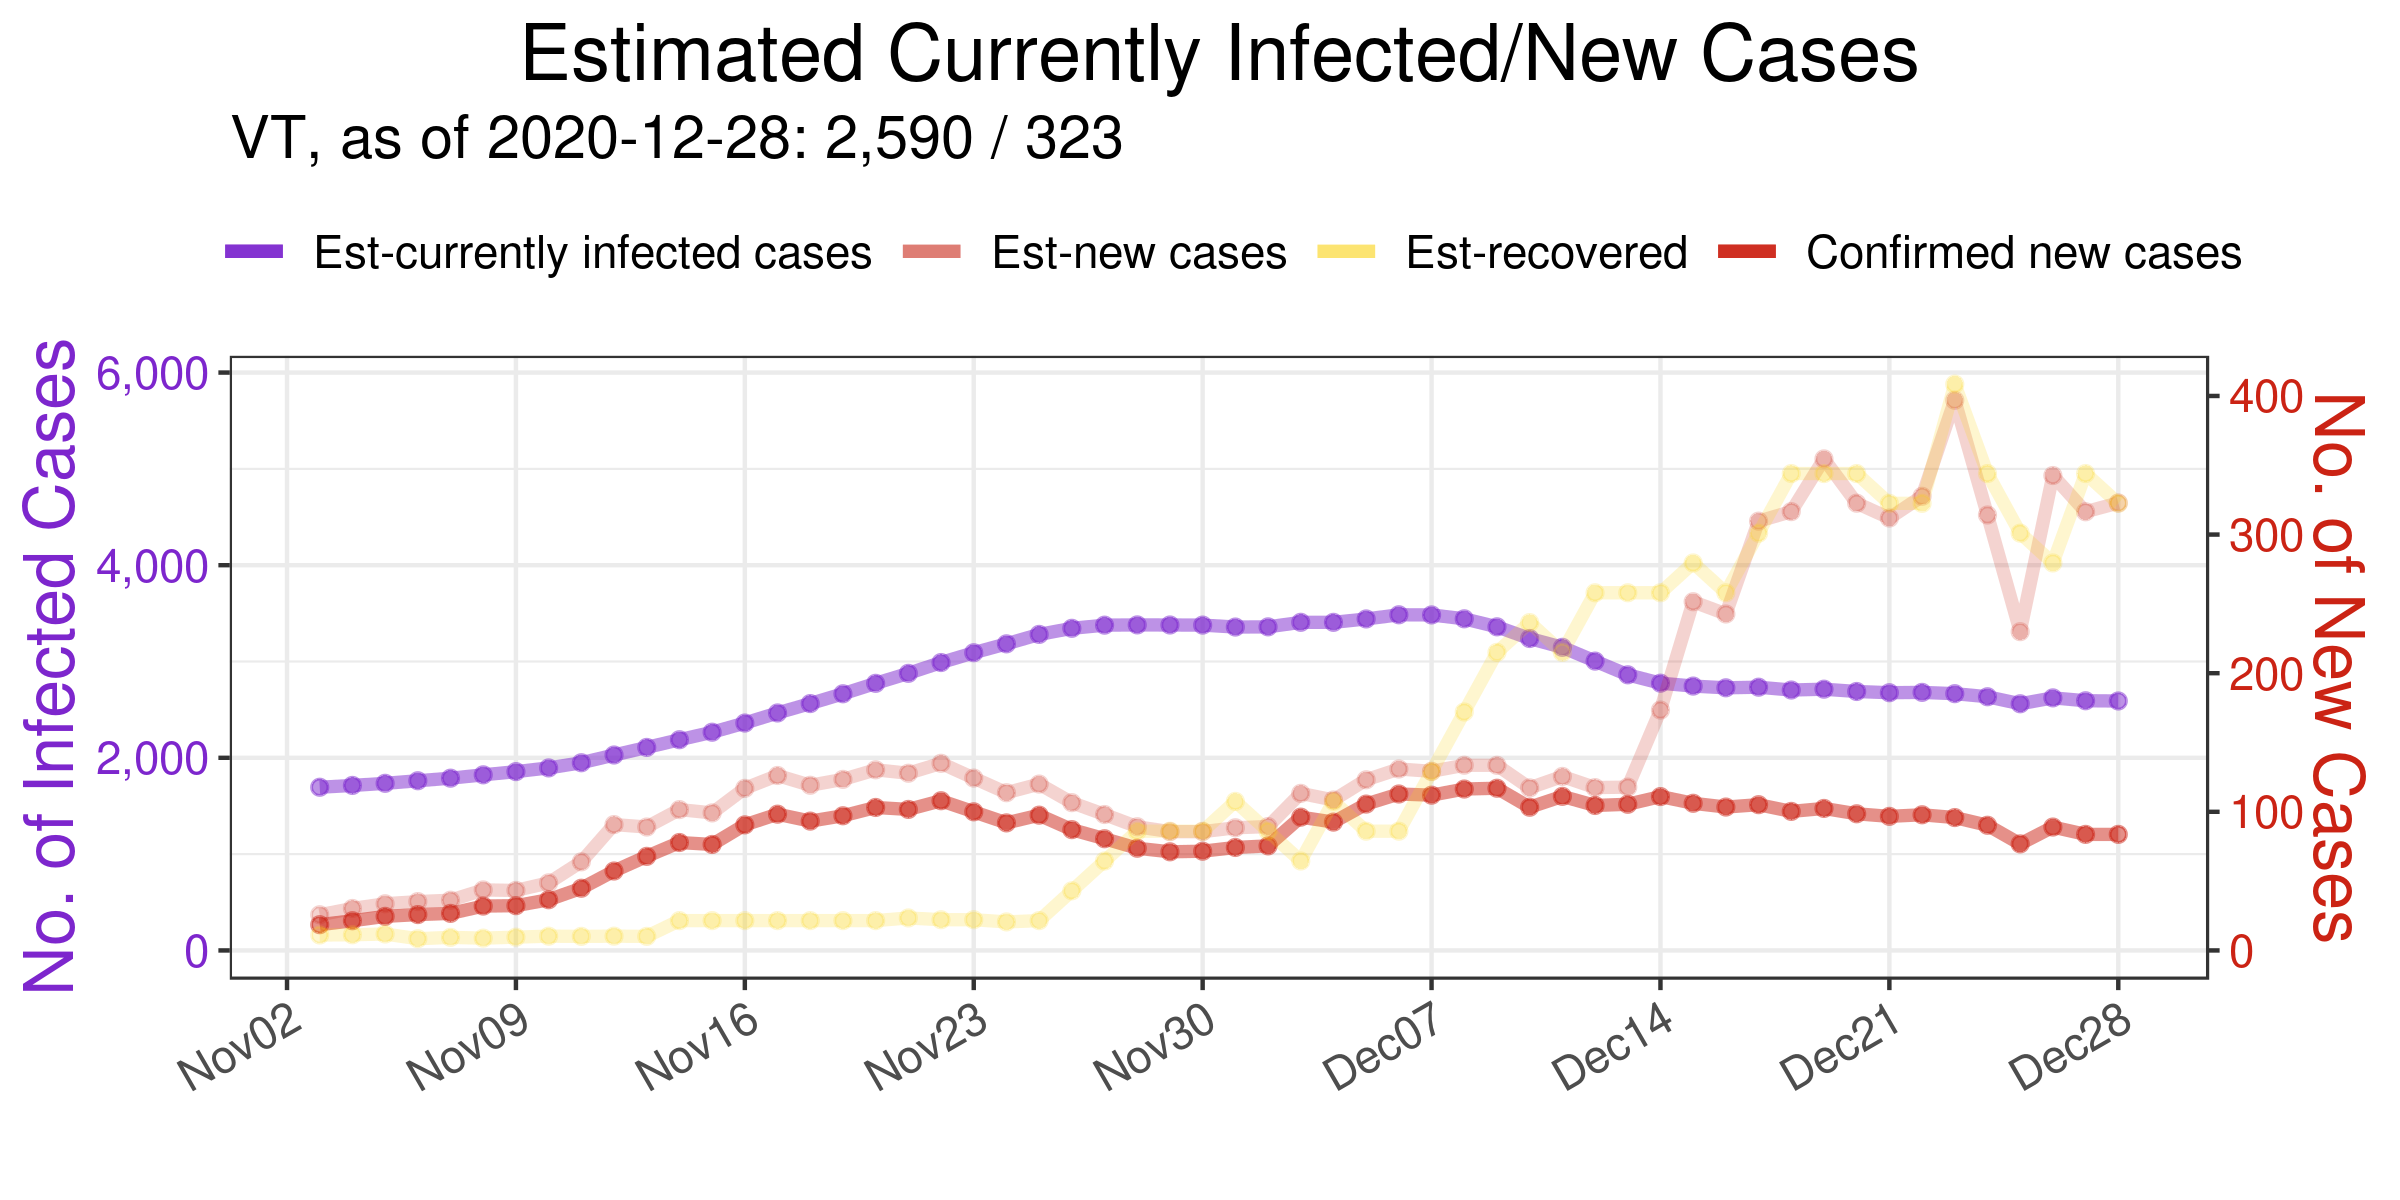 Estimated Currently Infected/New Cases
VT, as of 2020-12-28: 2,590 / 323
Est-currently infected cases Est-new cases Est-recovered Confirmed new cases
No. of Infected Cases
6,000
4,000
2,000
0
400
300
200
100
0
No. of New Cases
Nov02 Nov09 Nov16 Nov23 Nov30 Dec07 Dec14 Dec21 Dec28